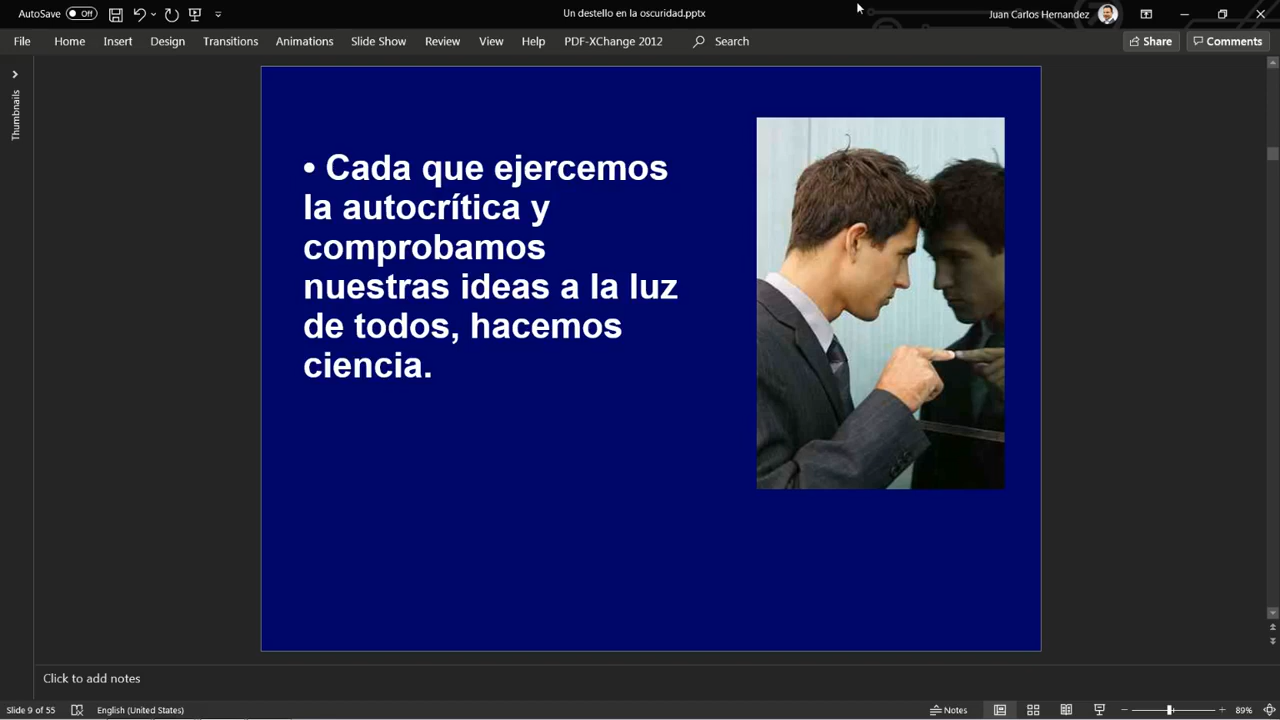 AutoSave Off
Un destello en la oscuridad.pptx
Juan Carlos Hernandez
File Home Insert Design Transitions Animations Slide Show Review View Help PDF-XChange 2012 Search
Share Comments
Thumbnails
• Cada que ejercemos
la autocrítica y
comprobamos
nuestras ideas a la luz
de todos, hacemos
ciencia.
Click to add notes
Slide 9 of 55 English (United States) Notes 89%